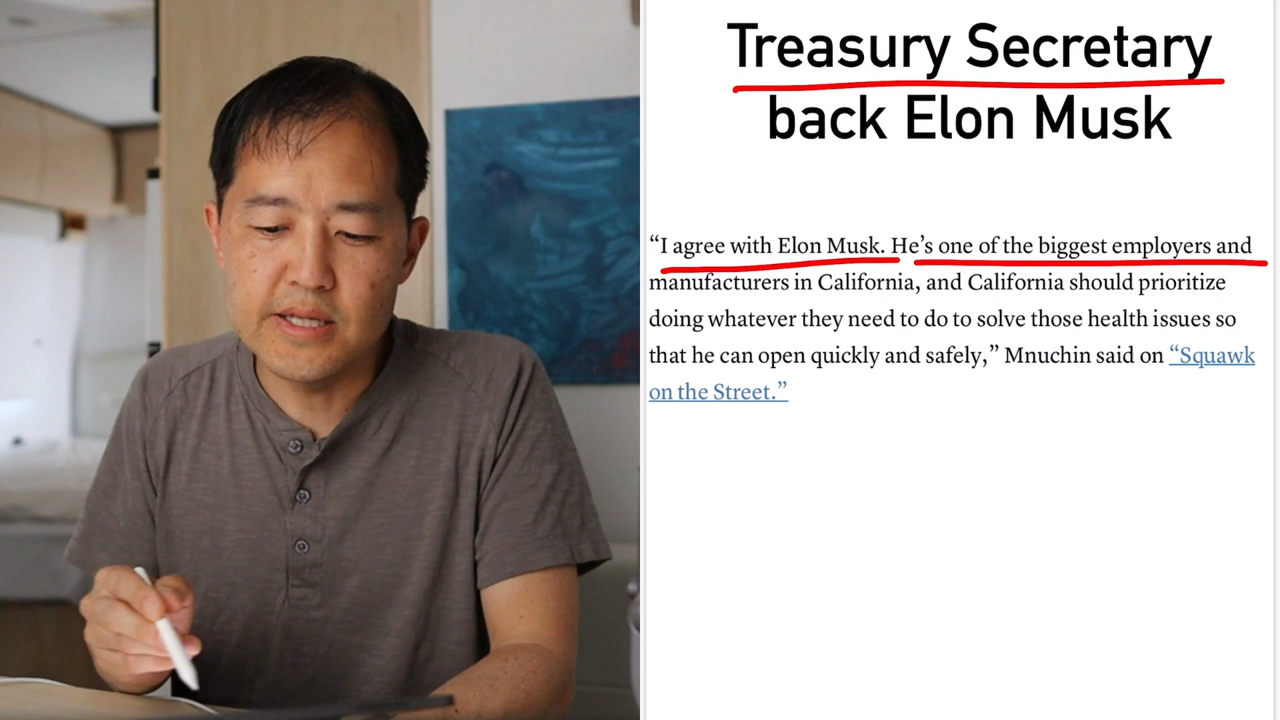 Treasury Secretary
back Elon Musk
“I agree with Elon Musk. He’s one of the biggest employers and
manufacturers in California, and California should prioritize
doing whatever they need to do to solve those health issues so
that he can open quickly and safely,” Mnuchin said on “Squawk
on the Street.”